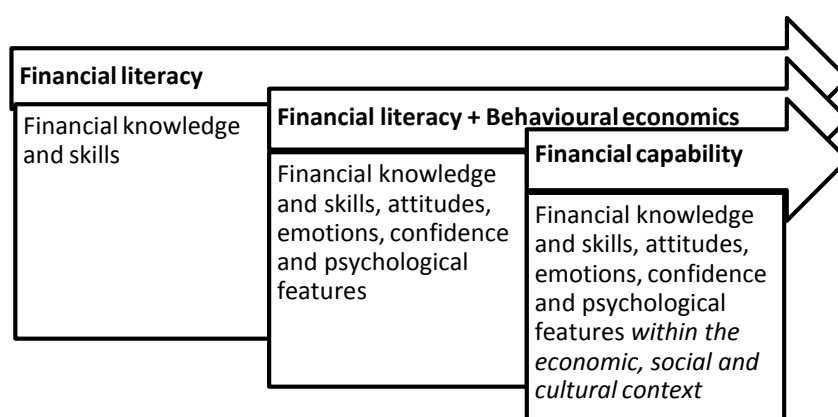 Financial literacy
Financial knowledge
and skills
Financial literacy + Behavioural economics
Financial knowledge
and skills, attitudes,
emotions, confidence
and psychological
features
Financial capability
Financial knowledge
and skills, attitudes,
emotions, confidence
and psychological
features within the
economic, social and
cultural context